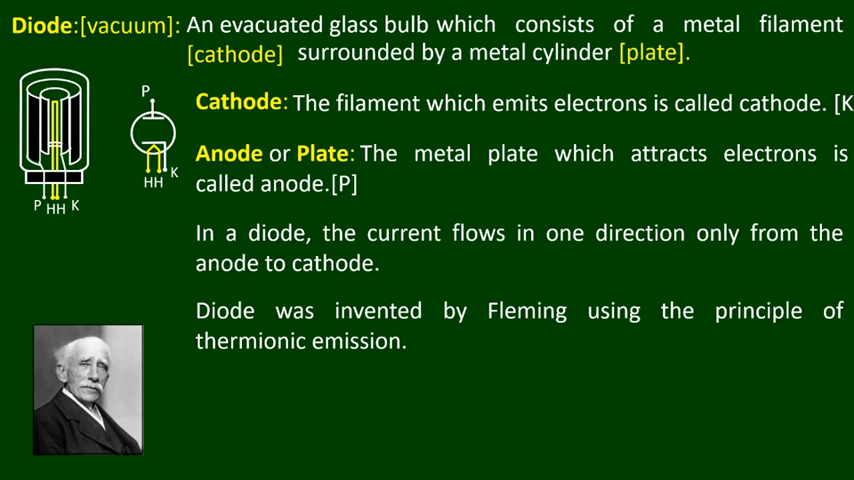 Diode:[vacuum]: An evacuated glass bulb which consists of a metal filament
[cathode] surrounded by a metal cylinder [plate].
Cathode: The filament which emits electrons is called cathode. [K
Anode or Plate: The metal plate which attracts electrons is
called anode.[P]
In a diode, the current flows in one direction only from the
anode to cathode.
Diode was invented by Fleming using the principle of
thermionic emission.
P HH K
P
K
HH